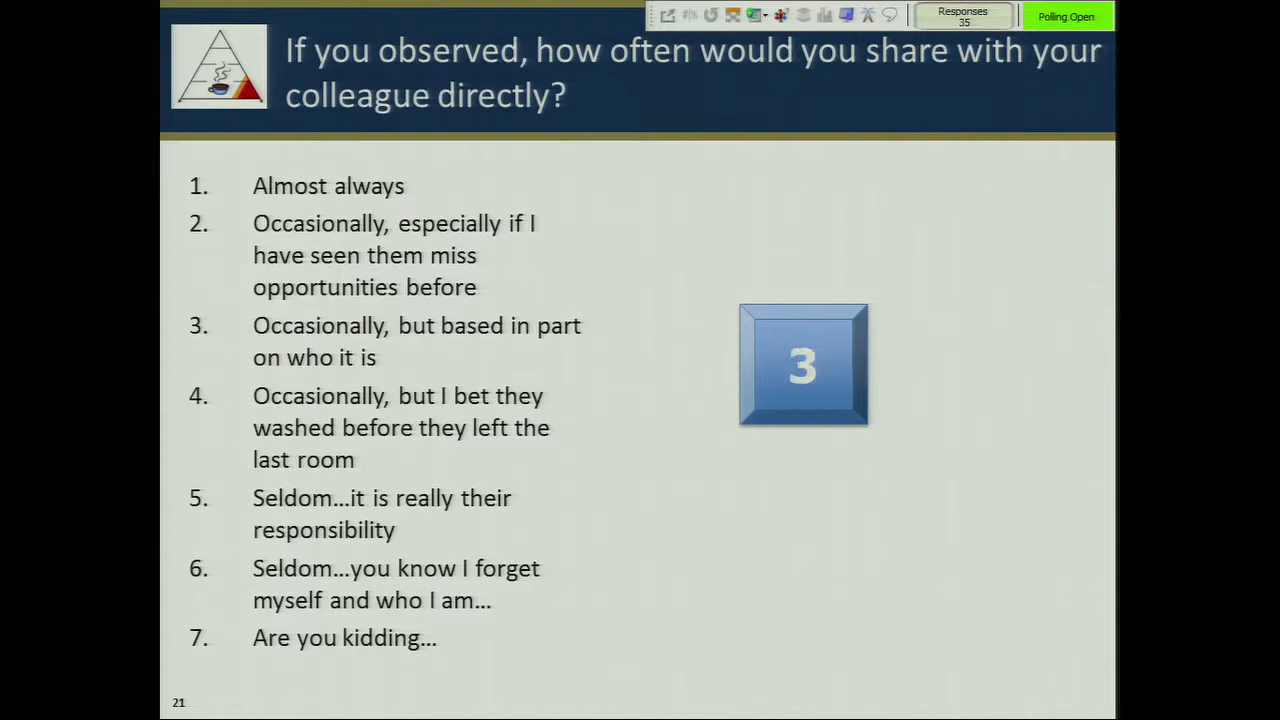 Responses
35
Polling Open
If you observed, how often would you share with your
colleague directly?
1. Almost always
2. Occasionally, especially if I
have seen them miss
opportunities before
3. Occasionally, but based in part
on who it is
4. Occasionally, but I bet they
washed before they left the
last room
5. Seldom…it is really their
responsibility
6. Seldom…you know I forget
myself and who I am…
7. Are you kidding…
3
21